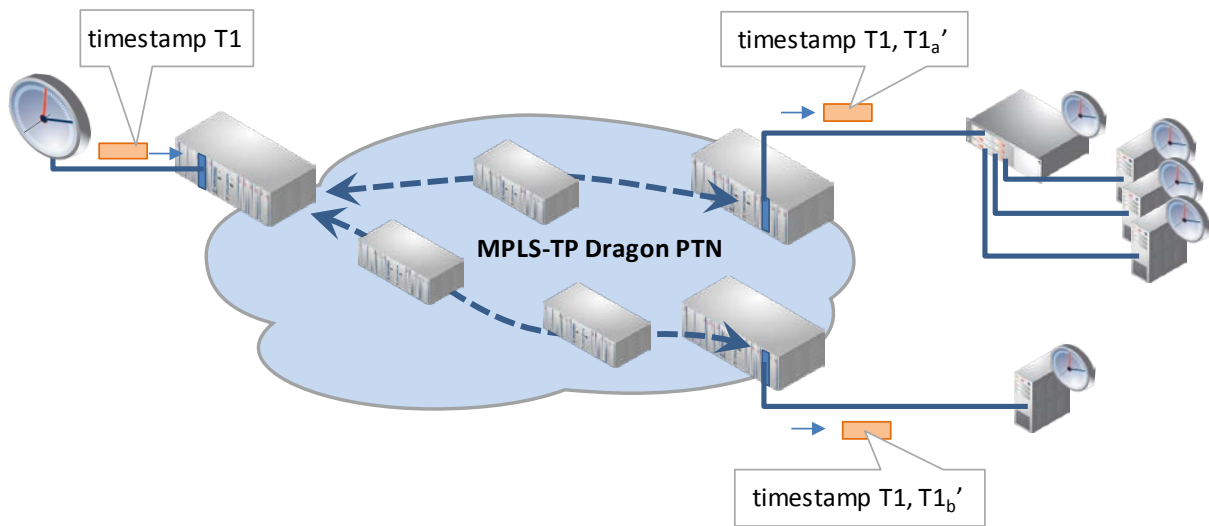 timestamp T1
timestamp T1, T1ₐ’
MPLS-TP Dragon PTN
timestamp T1, T1b’